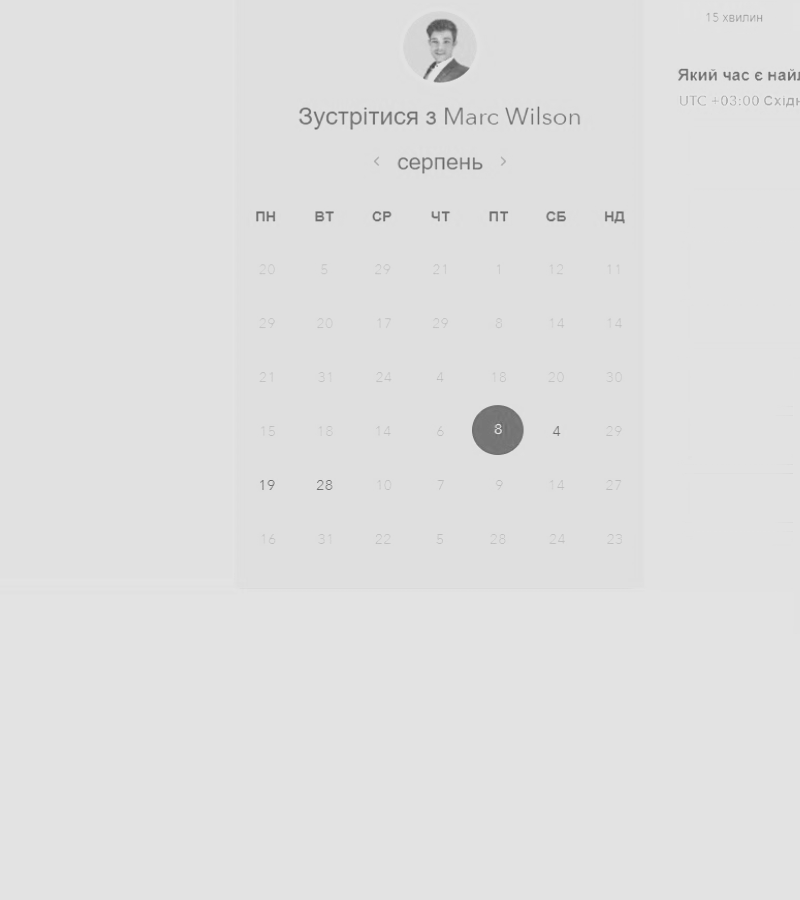 15 хвилин
Який час є
UTC +03:00
Зустрітися з Marc Wilson
< серпень >
ПН ВТ СР ЧТ ПТ СБ НД
20 5 29 21 1 12 11
29 20 17 29 8 14 14
21 31 24 4 18 20 30
15 18 14 6 8 4 29
19 28 10 7 9 14 27
16 31 22 5 28 24 23